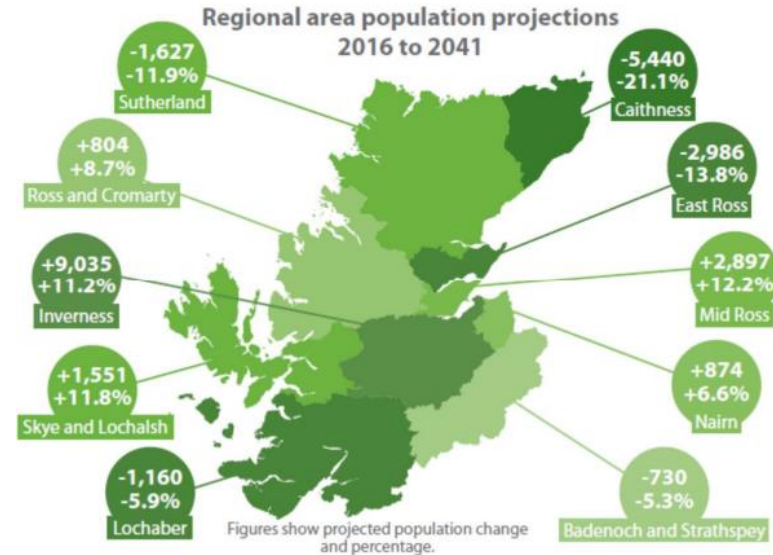 Regional area population projections
2016 to 2041
-1,627
-11.9%
Sutherland
-5,440
-21.1%
Caithness
+804
+8.7%
Ross and Cromarty
-2,986
-13.8%
East Ross
+9,035
+11.2%
Inverness
+2,897
+12.2%
Mid Ross
+1,551
+11.8%
Skye and Lochalsh
+874
+6.6%
Nairn
-1,160
-5.9%
Lochaber
-730
-5.3%
Badenoch and Strathspey
Figures show projected population change
and percentage.